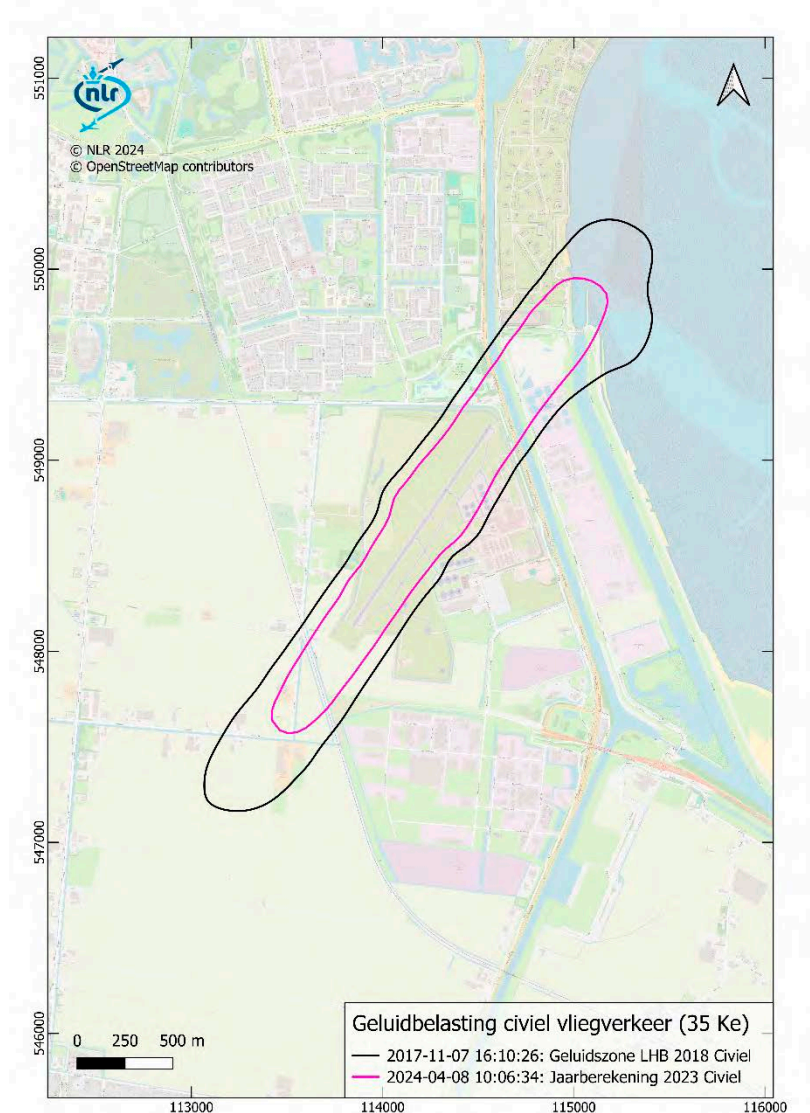 nlr
© NLR 2024
© OpenStreetMap contributors
551000
550000
549000
548000
547000
546000
0 250 500 m
Geluidbelasting civiel vliegverkeer (35 Ke)
2017-11-07 16:10:26: Geluidszone LHB 2018 Civiel
2024-04-08 10:06:34: Jaarberekening 2023 Civiel
113000 114000 115000 116000